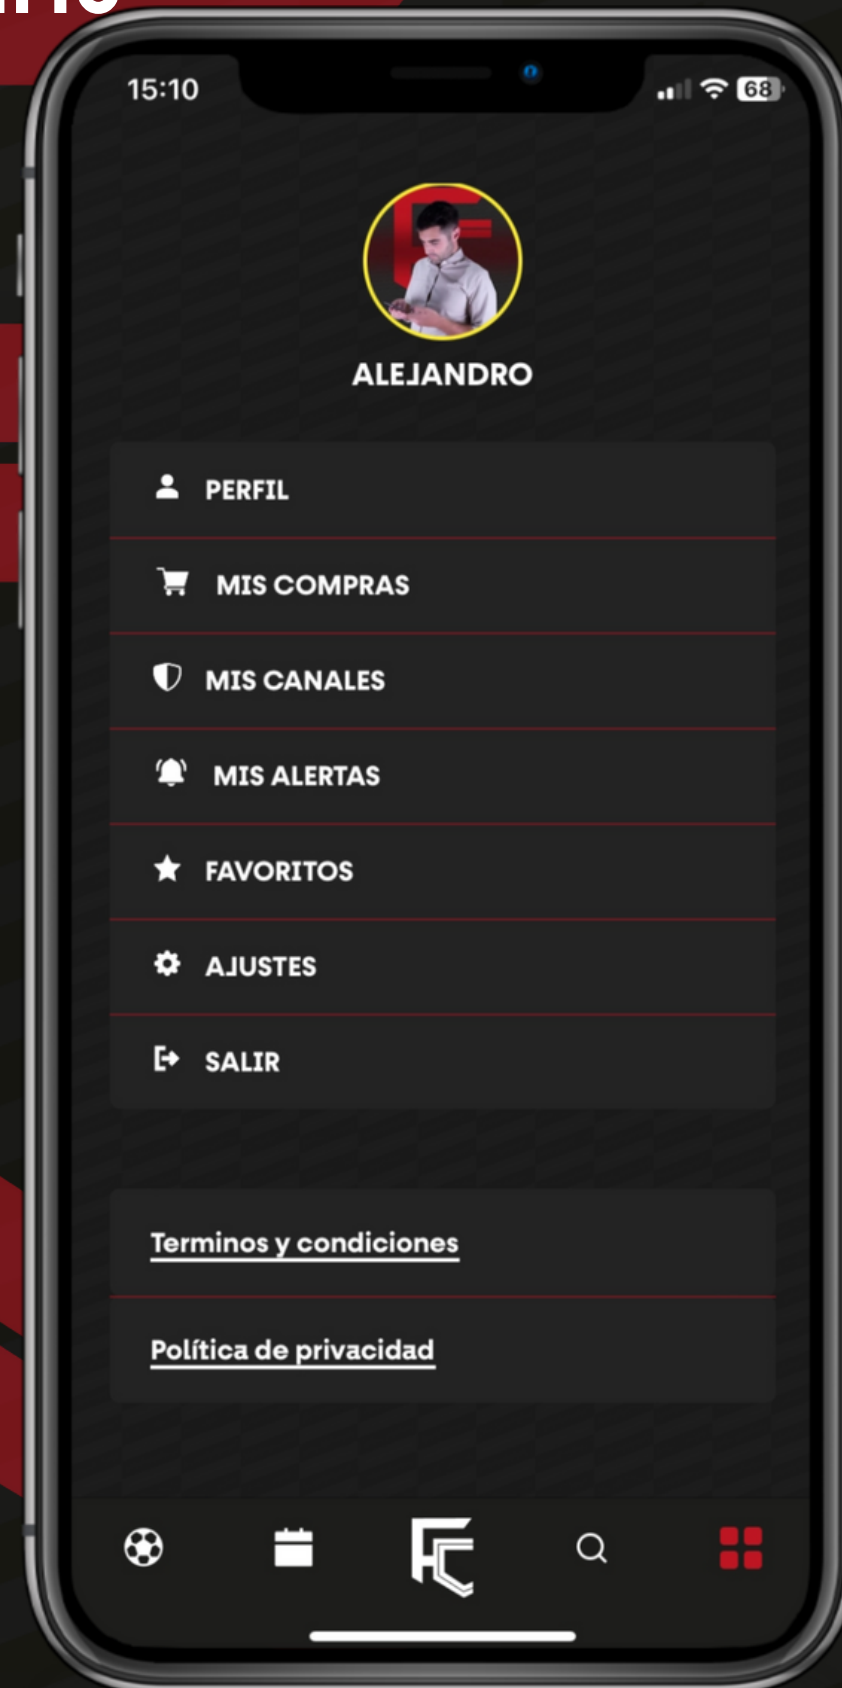 15:10
68
ALEJANDRO
PERFIL
MIS COMPRAS
MIS CANALES
MIS ALERTAS
FAVORITOS
AJUSTES
SALIR
Terminos y condiciones
Política de privacidad
FC